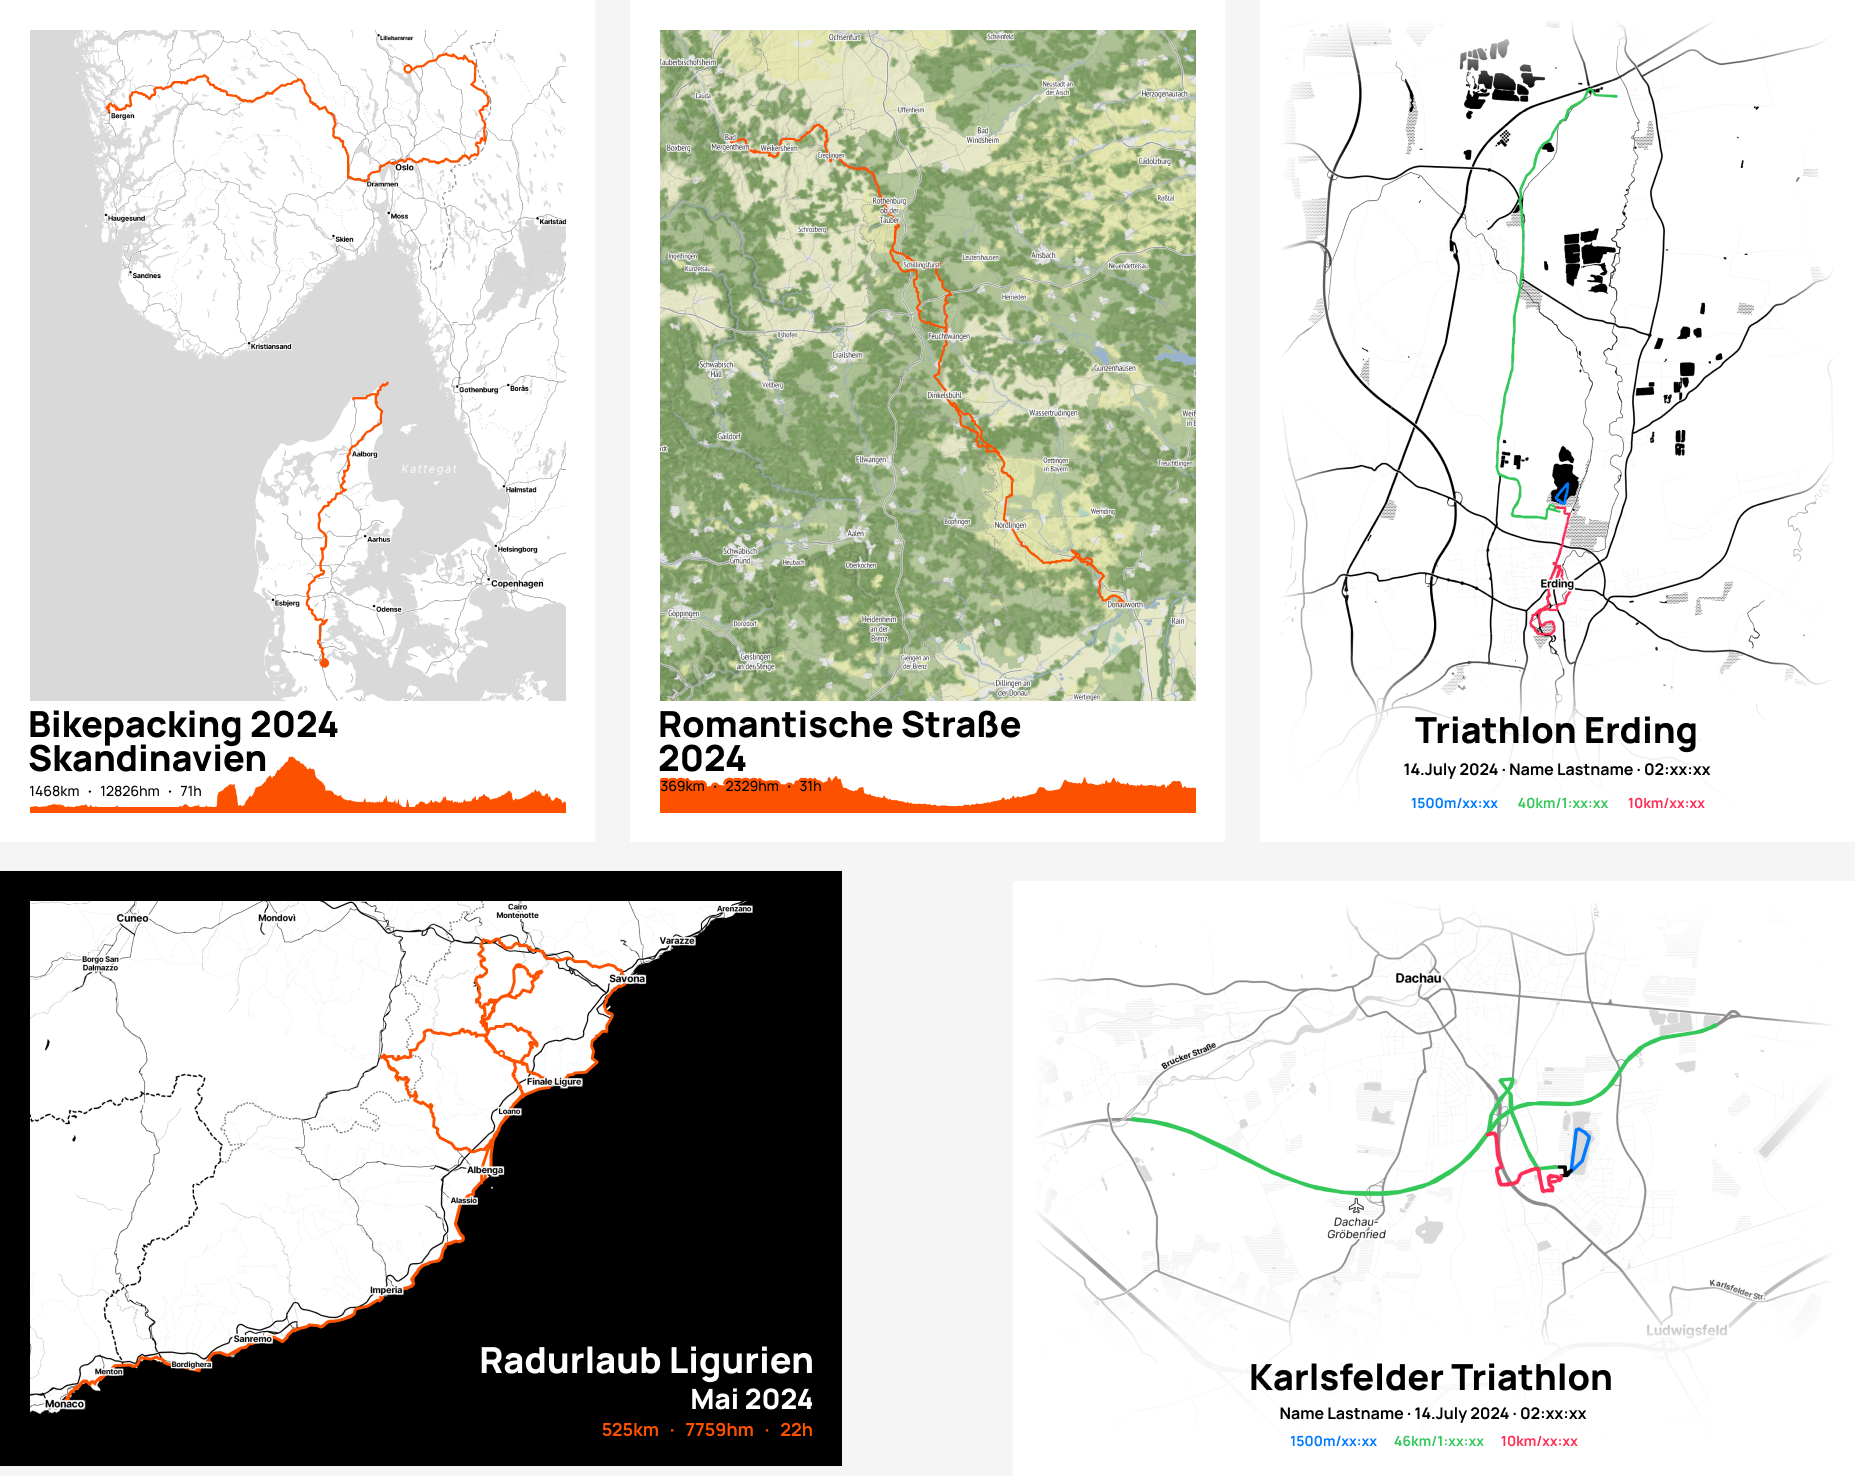 Lillehammer
Bergen
Oslo
Drammen
Haugesund
Moss
Karlstad
Skien
Sandnes
Kristiansand
Gothenburg
Borås
Aalborg
Kattegat
Halmstad
Aarhus
Helsingborg
Copenhagen
Esbjerg
Odense
Bikepacking 2024
Skandinavien
1468km · 12826hm · 71h
Ochsenfurt
Scheinfeld
Tauberbischofsheim
Neustadt an
der Aisch
Lauda
Herzogenaurach
Uffenheim
Bad
Mergentheim
Boxberg
Weikersheim
Bad
Windsheim
Creglingen
Cadolzburg
Rothenburg
ob der
Tauber
Roßtal
Schrozberg
Ingelfingen
Künzelsau
Schillingsfürst
Leutershausen
Ansbach
Neuendettelsau
Herrieden
Ilshofen
Feuchtwangen
Crailsheim
Schwäbisch
Hall
Vellberg
Gunzenhausen
Dinkelsbühl
Wassertrüdingen
Gaildorf
Ellwangen
Oettingen
in Bayern
Treuchtlingen
Wemding
Bopfingen
Nördlingen
Aalen
Schwäbisch
Gmünd
Heubach
Oberkochen
Donauwörth
Göppingen
Donzdorf
Heidenheim
an der
Brenz
Rain
Geislingen
an der Steige
Giengen an
der Brenz
Dillingen an
der Donau
Wertingen
Romantische Straße
2024
369km · 2329hm · 31h
Erding
Triathlon Erding
14.July 2024 · Name Lastname · 02:xx:xx
1500m/xx:xx 40km/1:xx:xx 10km/xx:xx
Cuneo
Mondovì
Cairo
Montenotte
Arenzano
Varazze
Borgo San
Dalmazzo
Savona
Finale Ligure
Loano
Albenga
Alassio
Imperia
Sanremo
Bordighera
Menton
Monaco
Radurlaub Ligurien
Mai 2024
525km · 7759hm · 22h
Dachau
Brucker Straße
Dachau-
Gröbenried
Karlsfelder Str.
Ludwigsfeld
Karlsfelder Triathlon
Name Lastname · 14.July 2024 · 02:xx:xx
1500m/xx:xx 46km/1:xx:xx 10km/xx:xx